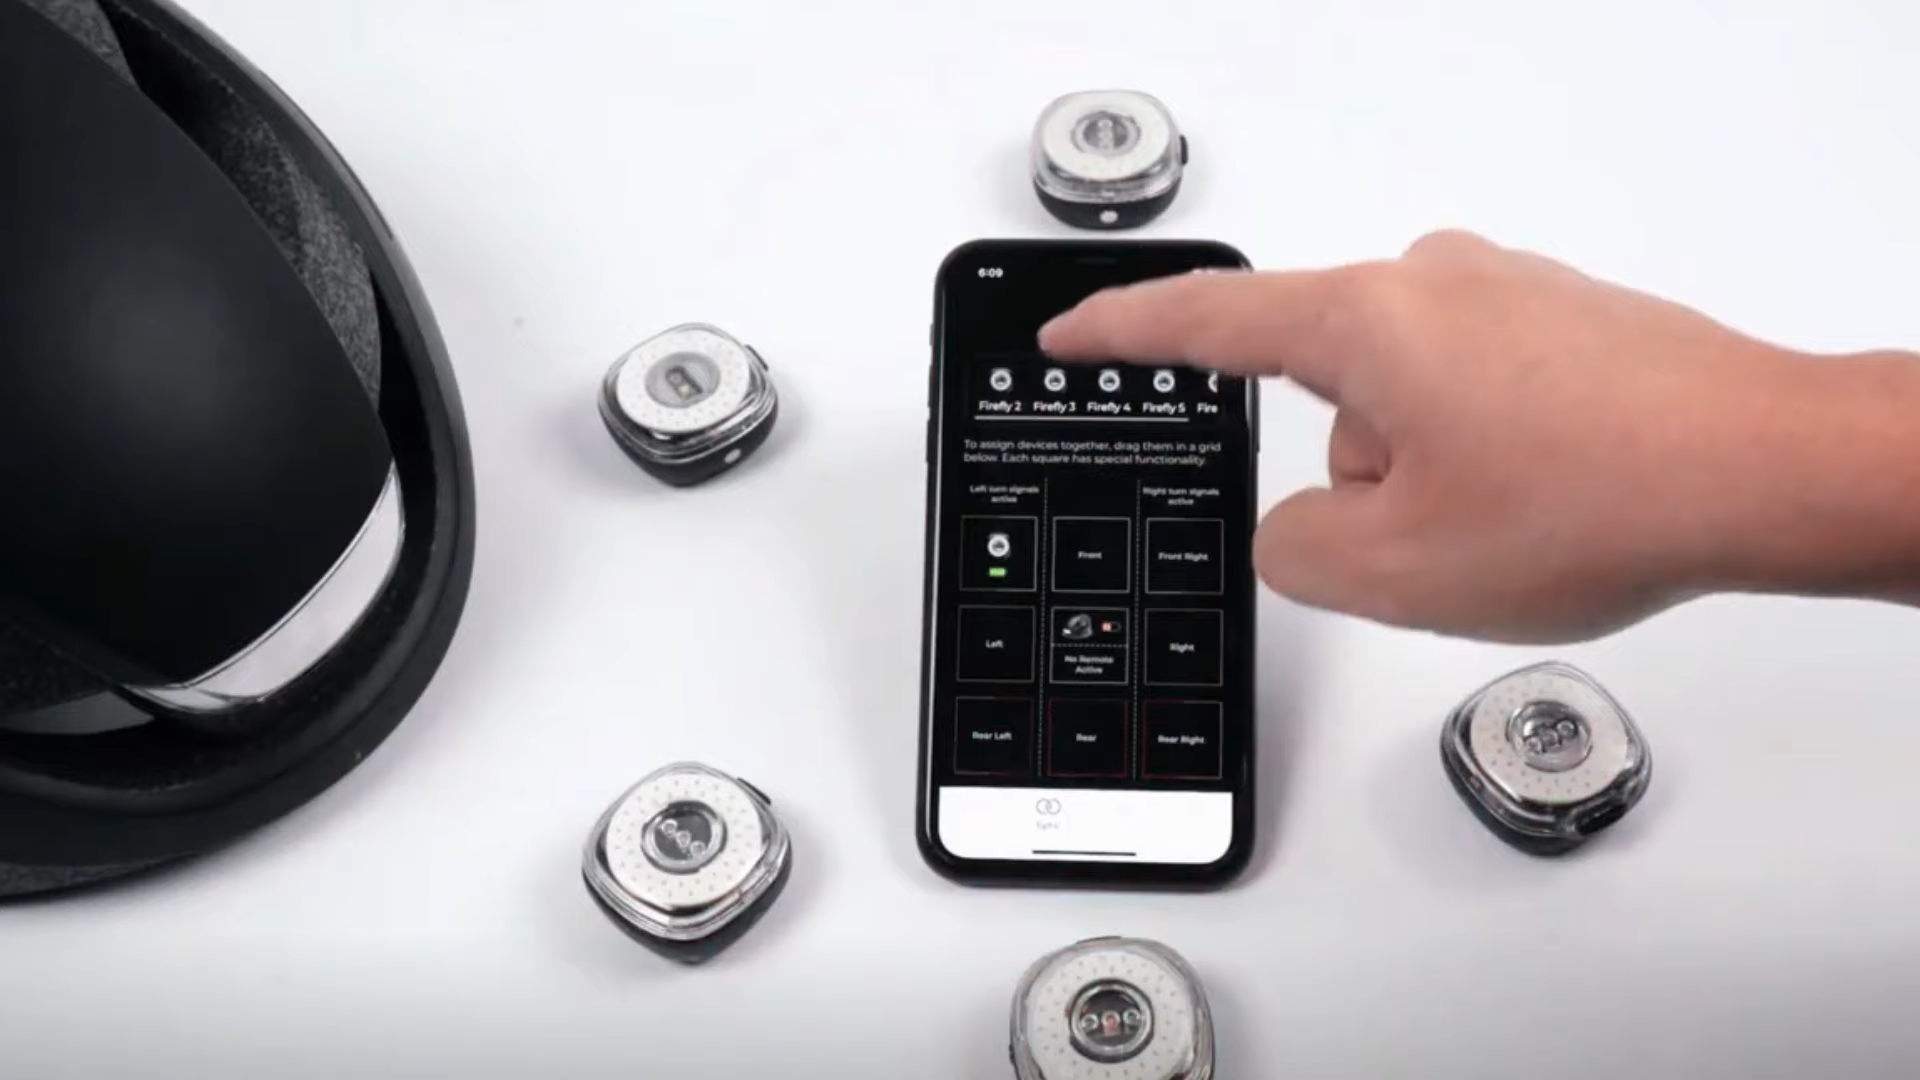 6:09
Firefly 2 Firefly 3 Firefly 4 Firefly 5 Fire
To assign devices together, drag them in a grid
below. Each square has special functionality.
Left turn signals
active
Right turn signals
active
Front
Front Right
Left
No Remote
Active
Right
Rear Left
Rear
Rear Right
Sync